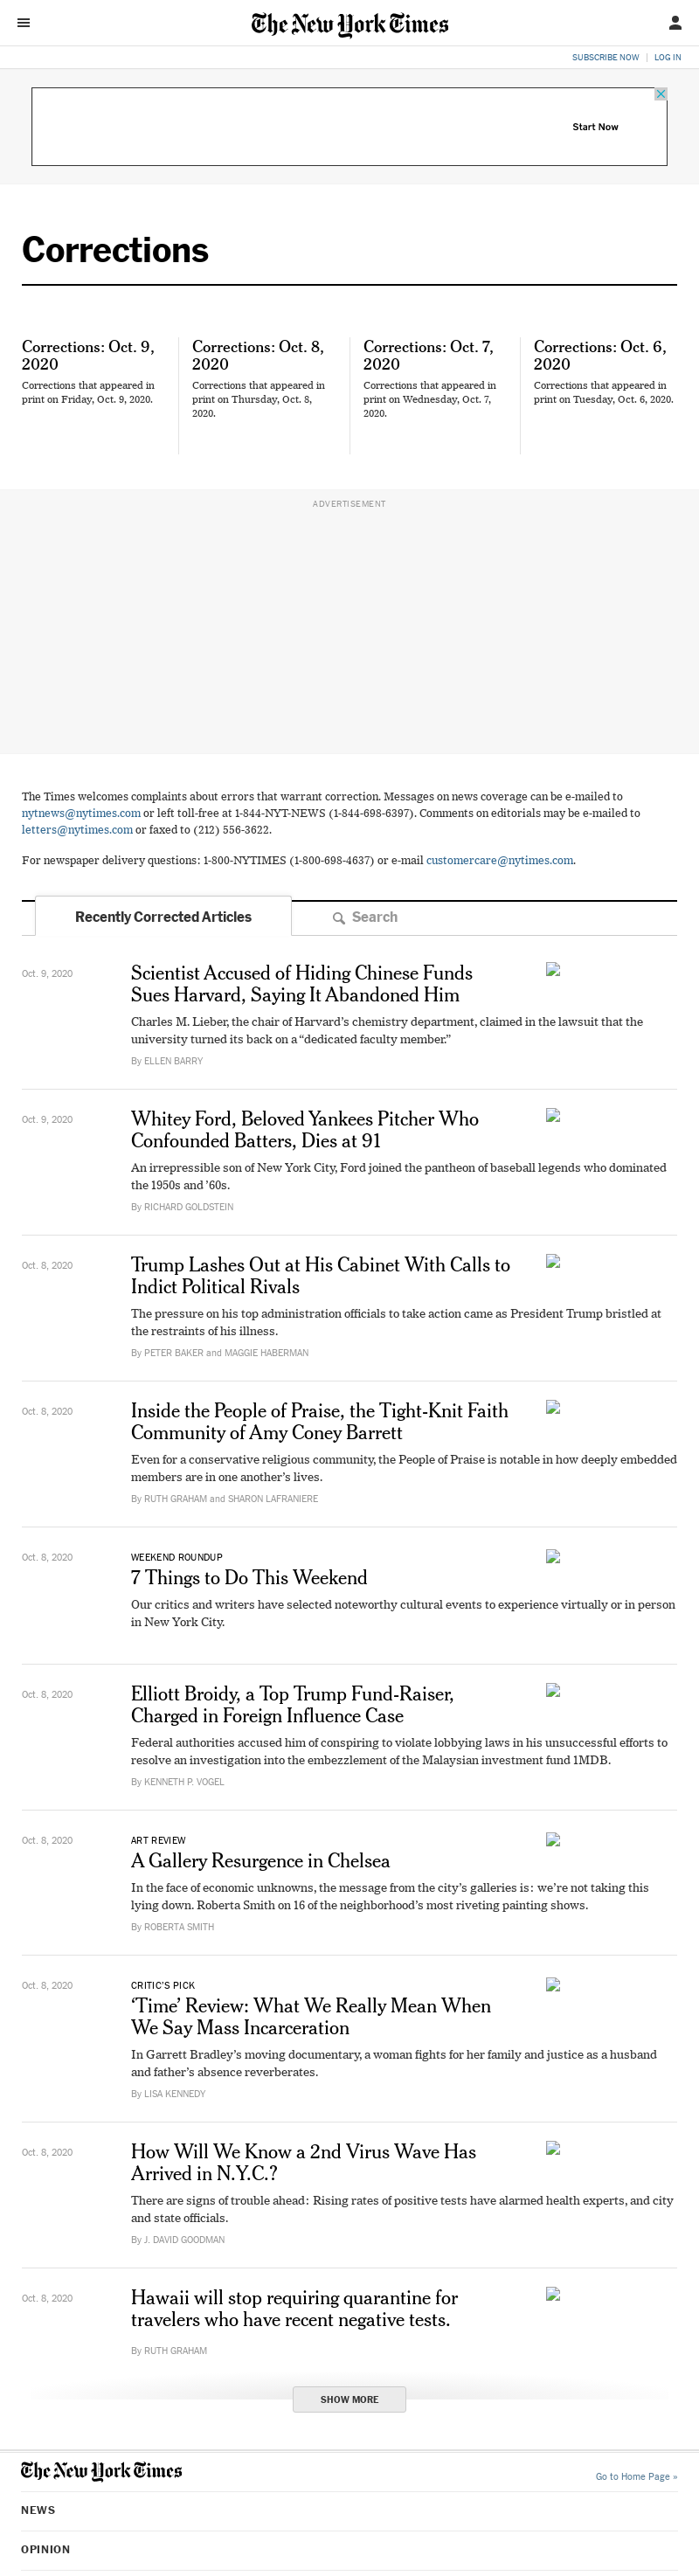 The New York Times
SUBSCRIBE NOW | LOG IN
Start Now
Corrections
Corrections: Oct. 9,
2020
Corrections that appeared in
print on Friday, Oct. 9, 2020.
Corrections: Oct. 8,
2020
Corrections that appeared in
print on Thursday, Oct. 8,
2020.
Corrections: Oct. 7,
2020
Corrections that appeared in
print on Wednesday, Oct. 7,
2020.
Corrections: Oct. 6,
2020
Corrections that appeared in
print on Tuesday, Oct. 6, 2020.
ADVERTISEMENT
The Times welcomes complaints about errors that warrant correction. Messages on news coverage can be e-mailed to
nytnews@nytimes.com or left toll-free at 1-844-NYT-NEWS (1-844-698-6397). Comments on editorials may be e-mailed to
letters@nytimes.com or faxed to (212) 556-3622.
For newspaper delivery questions: 1-800-NYTIMES (1-800-698-4637) or e-mail customercare@nytimes.com.
Recently Corrected Articles
Search
Oct. 9, 2020
Scientist Accused of Hiding Chinese Funds
Sues Harvard, Saying It Abandoned Him
Charles M. Lieber, the chair of Harvard’s chemistry department, claimed in the lawsuit that the
university turned its back on a “dedicated faculty member.”
By ELLEN BARRY
Oct. 9, 2020
Whitey Ford, Beloved Yankees Pitcher Who
Confounded Batters, Dies at 91
An irrepressible son of New York City, Ford joined the pantheon of baseball legends who dominated
the 1950s and ’60s.
By RICHARD GOLDSTEIN
Oct. 8, 2020
Trump Lashes Out at His Cabinet With Calls to
Indict Political Rivals
The pressure on his top administration officials to take action came as President Trump bristled at
the restraints of his illness.
By PETER BAKER and MAGGIE HABERMAN
Oct. 8, 2020
Inside the People of Praise, the Tight-Knit Faith
Community of Amy Coney Barrett
Even for a conservative religious community, the People of Praise is notable in how deeply embedded
members are in one another’s lives.
By RUTH GRAHAM and SHARON LAFRANIERE
Oct. 8, 2020
WEEKEND ROUNDUP
7 Things to Do This Weekend
Our critics and writers have selected noteworthy cultural events to experience virtually or in person
in New York City.
Oct. 8, 2020
Elliott Broidy, a Top Trump Fund-Raiser,
Charged in Foreign Influence Case
Federal authorities accused him of conspiring to violate lobbying laws in his unsuccessful efforts to
resolve an investigation into the embezzlement of the Malaysian investment fund 1MDB.
By KENNETH P. VOGEL
Oct. 8, 2020
ART REVIEW
A Gallery Resurgence in Chelsea
In the face of economic unknowns, the message from the city’s galleries is: we’re not taking this
lying down. Roberta Smith on 16 of the neighborhood’s most riveting painting shows.
By ROBERTA SMITH
Oct. 8, 2020
CRITIC’S PICK
‘Time’ Review: What We Really Mean When
We Say Mass Incarceration
In Garrett Bradley’s moving documentary, a woman fights for her family and justice as a husband
and father’s absence reverberates.
By LISA KENNEDY
Oct. 8, 2020
How Will We Know a 2nd Virus Wave Has
Arrived in N.Y.C.?
There are signs of trouble ahead: Rising rates of positive tests have alarmed health experts, and city
and state officials.
By J. DAVID GOODMAN
Oct. 8, 2020
Hawaii will stop requiring quarantine for
travelers who have recent negative tests.
By RUTH GRAHAM
SHOW MORE
The New York Times
Go to Home Page »
NEWS
OPINION